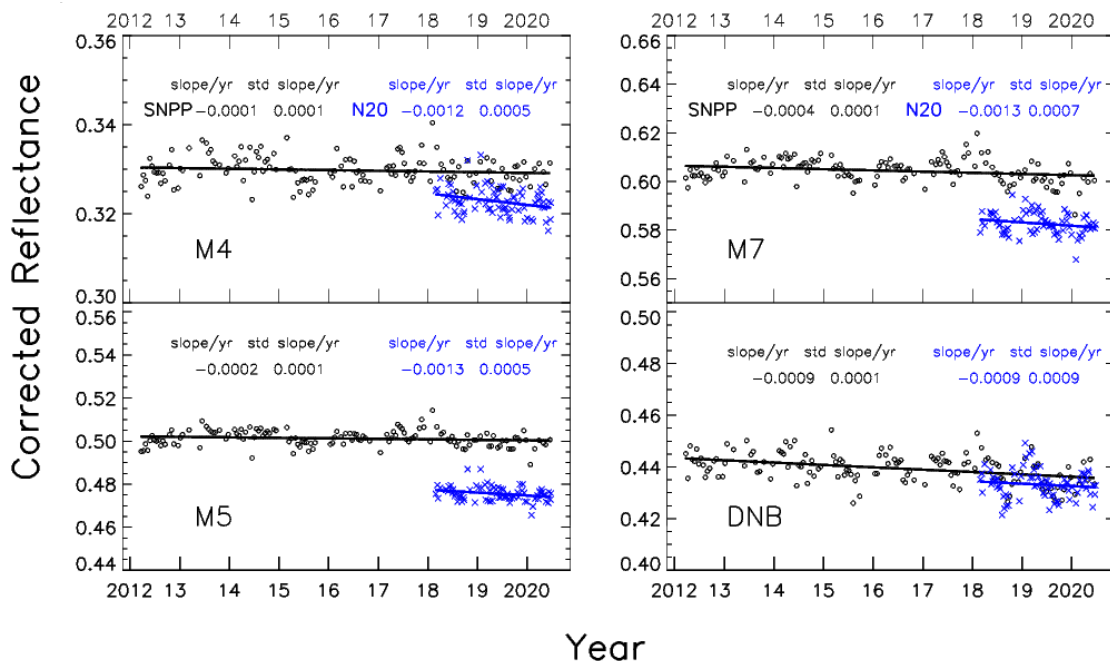 2012 13 14 15 16 17 18 19 2020
2012 13 14 15 16 17 18 19 2020
Corrected Reflectance
0.36
0.34
0.32
0.30
slope/yr std slope/yr slope/yr std slope/yr
SNPP −0.0001 0.0001 N20 −0.0012 0.0005
M4
0.66
0.64
0.62
0.60
0.58
0.56
slope/yr std slope/yr slope/yr std slope/yr
SNPP −0.0004 0.0001 N20 −0.0013 0.0007
M7
0.56
0.54
0.52
0.50
0.48
0.46
0.44
slope/yr std slope/yr slope/yr std slope/yr
−0.0002 0.0001 −0.0013 0.0005
M5
0.50
0.48
0.46
0.44
0.42
0.40
slope/yr std slope/yr slope/yr std slope/yr
−0.0009 0.0001 −0.0009 0.0009
DNB
2012 13 14 15 16 17 18 19 2020
2012 13 14 15 16 17 18 19 2020
Year